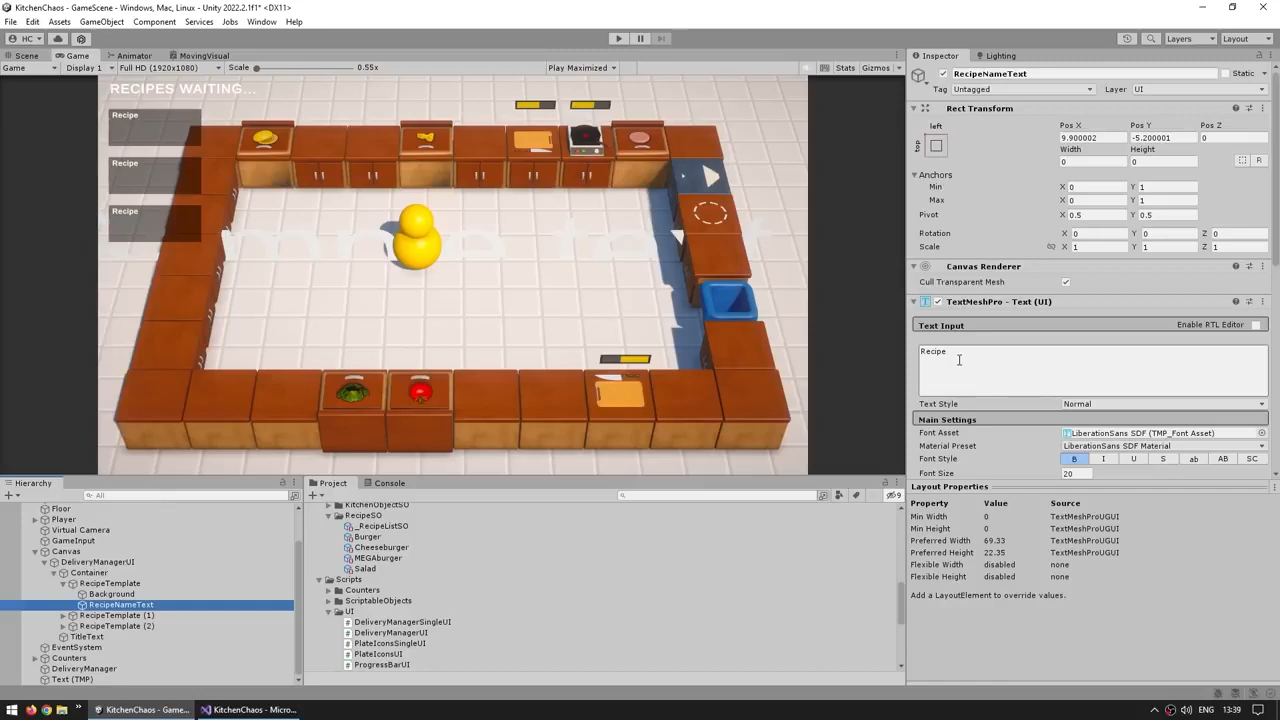 KitchenChaos - GameScene - Windows, Mac, Linux - Unity 2022.2.1f1* <DX11>
File Edit Assets GameObject Component Services Jobs Window Help
HC
Layers Layout
Scene Game Animator MovingVisual
Game Display 1 Full HD (1920x1080) Scale 0.55x Play Maximized Stats Gizmos
RECIPES WAITING...
Recipe
Recipe
Recipe
Inspector Lighting
RecipeNameText Static
Tag Untagged Layer UI
Rect Transform
left Pos X Pos Y Pos Z
top 9.900002 -5.200001 0
Width Height
0 0 R
Anchors
Min X 0 Y 1
Max X 0 Y 1
Pivot X 0.5 Y 0.5
Rotation X 0 Y 0 Z 0
Scale X 1 Y 1 Z 1
Canvas Renderer
Cull Transparent Mesh
TextMeshPro - Text (UI)
Text Input Enable RTL Editor
Recipe
Text Style Normal
Main Settings
Font Asset LiberationSans SDF (TMP_Font Asset)
Material Preset LiberationSans SDF Material
Font Style B I U S ab AB SC
Font Size 20
Layout Properties
Property Value Source
Min Width 0 TextMeshProUGUI
Min Height 0 TextMeshProUGUI
Preferred Width 69.33 TextMeshProUGUI
Preferred Height 22.35 TextMeshProUGUI
Flexible Width disabled none
Flexible Height disabled none
Add a LayoutElement to override values.
Hierarchy
All
Floor
Player
Virtual Camera
GameInput
Canvas
DeliveryManagerUI
Container
RecipeTemplate
Background
RecipeNameText
RecipeTemplate (1)
RecipeTemplate (2)
TitleText
EventSystem
Counters
DeliveryManager
Text (TMP)
Project Console
9
KitchenObjectSO
RecipeSO
_RecipeListSO
Burger
Cheeseburger
MEGAburger
Salad
Scripts
Counters
ScriptableObjects
UI
DeliveryManagerSingleUI
DeliveryManagerUI
PlateIconsSingleUI
PlateIconsUI
ProgressBarUI
KitchenChaos - Game...
KitchenChaos - Micro...
ENG 13:39